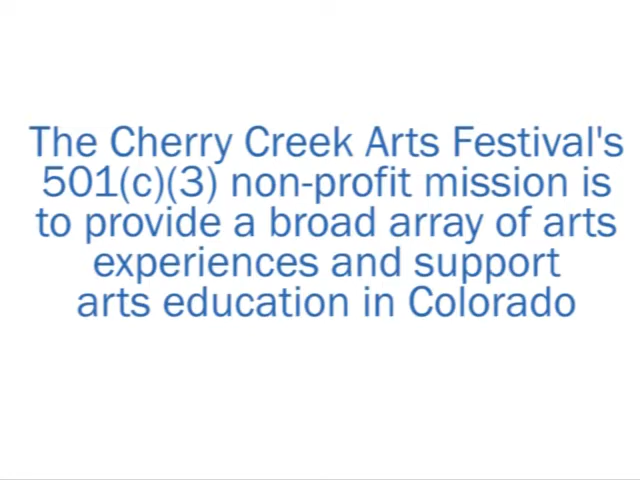 The Cherry Creek Arts Festival's
501(c)(3) non-profit mission is
to provide a broad array of arts
experiences and support
arts education in Colorado